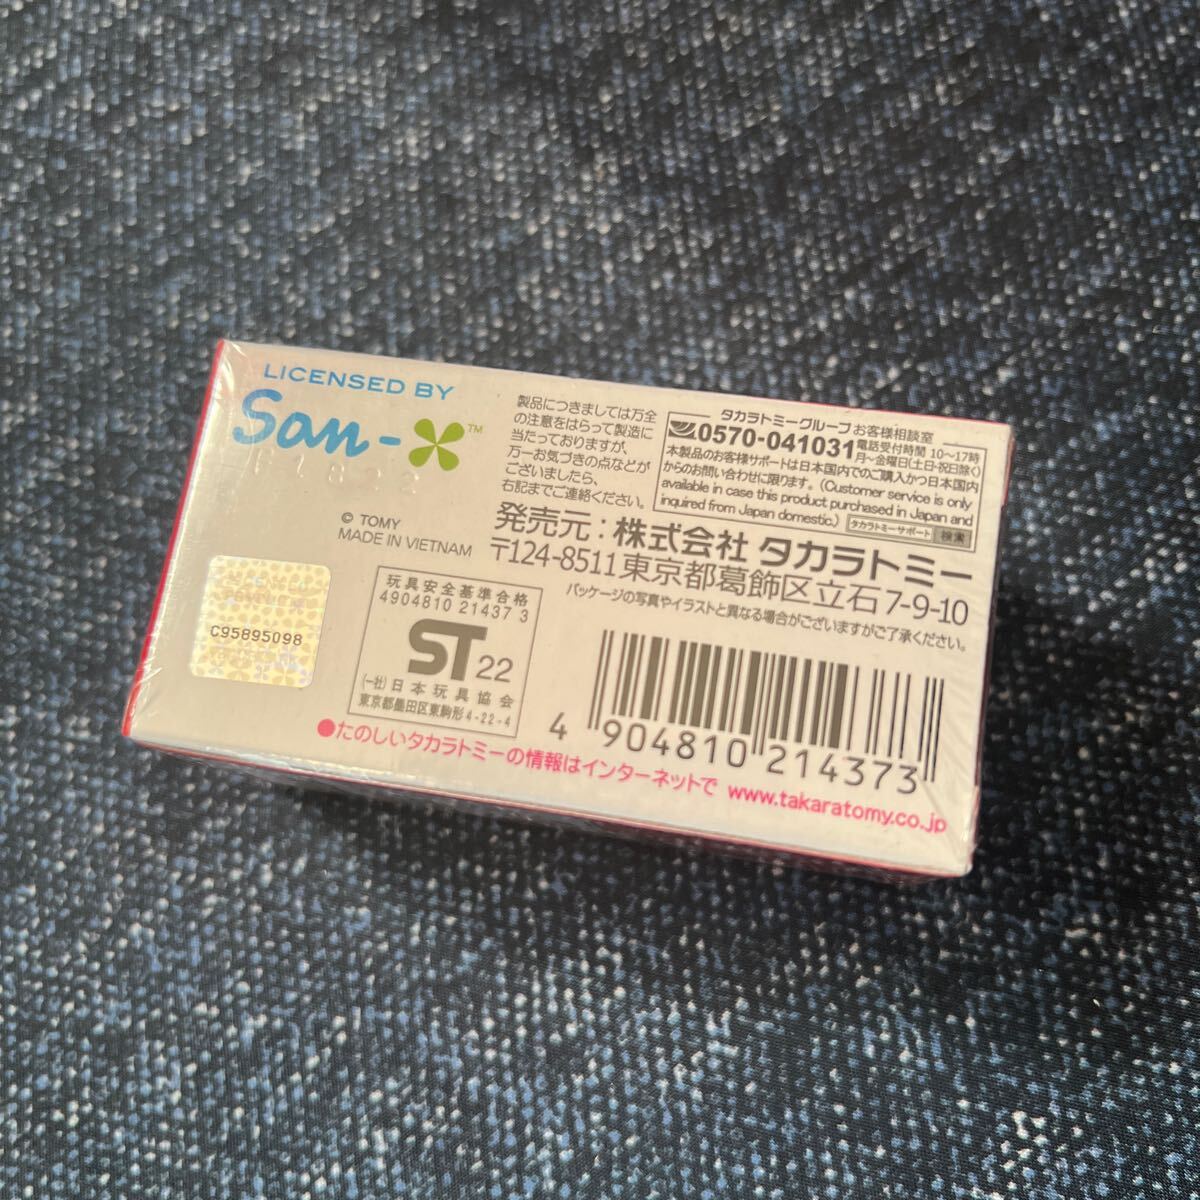 LICENSED BY
San-X™
© TOMY
MADE IN VIETNAM
C95895098
玩具安全基準合格
4904810 21437 3
ST 22
(一社)日本玩具協会
東京都墨田区東駒形4-22-4
製品につきましては万全
の注意をはらって製造に
当たっておりますが、
万一お気づきの点などが
ございましたら、
右記までご連絡ください。
タカラトミーグループお客様相談室
0570-041031 電話受付時間 10〜17時
月〜金曜日(土・日・祝日除く)
本製品のお客様サポートは日本国内でのご購入かつ日本国内
からのお問い合わせに限ります。(Customer service is only
available in case this product purchased in Japan and
inquired from Japan domestic.) タカラトミーサポート 検索
発売元:株式会社 タカラトミー
〒124-8511東京都葛飾区立石7-9-10
パッケージの写真やイラストと異なる場合がございますがご了承ください。
4 904810 214373
●たのしいタカラトミーの情報はインターネットで www.takaratomy.co.jp